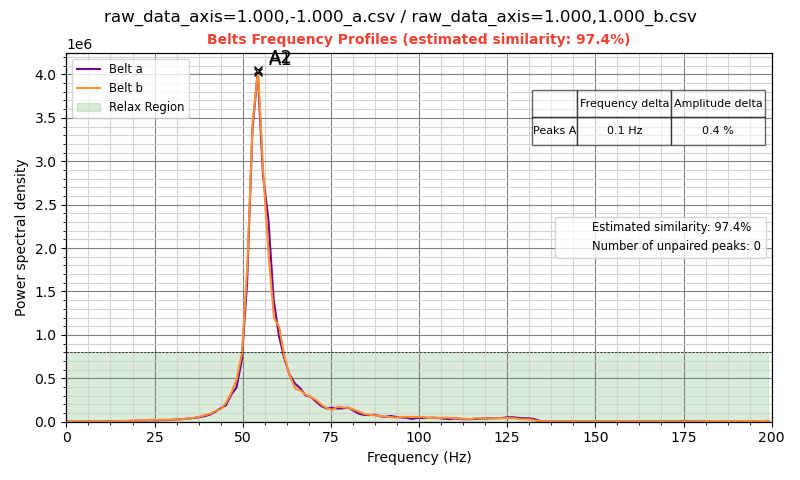 raw_data_axis=1.000,-1.000_a.csv / raw_data_axis=1.000,1.000_b.csv
Belts Frequency Profiles (estimated similarity: 97.4%)
1e6
Belt a
Belt b
Relax Region
Frequency delta Amplitude delta
Peaks A 0.1 Hz 0.4 %
Estimated similarity: 97.4%
Number of unpaired peaks: 0
4.0
3.5
3.0
2.5
2.0
1.5
1.0
0.5
0.0
Power spectral density
0 25 50 75 100 125 150 175 200
Frequency (Hz)